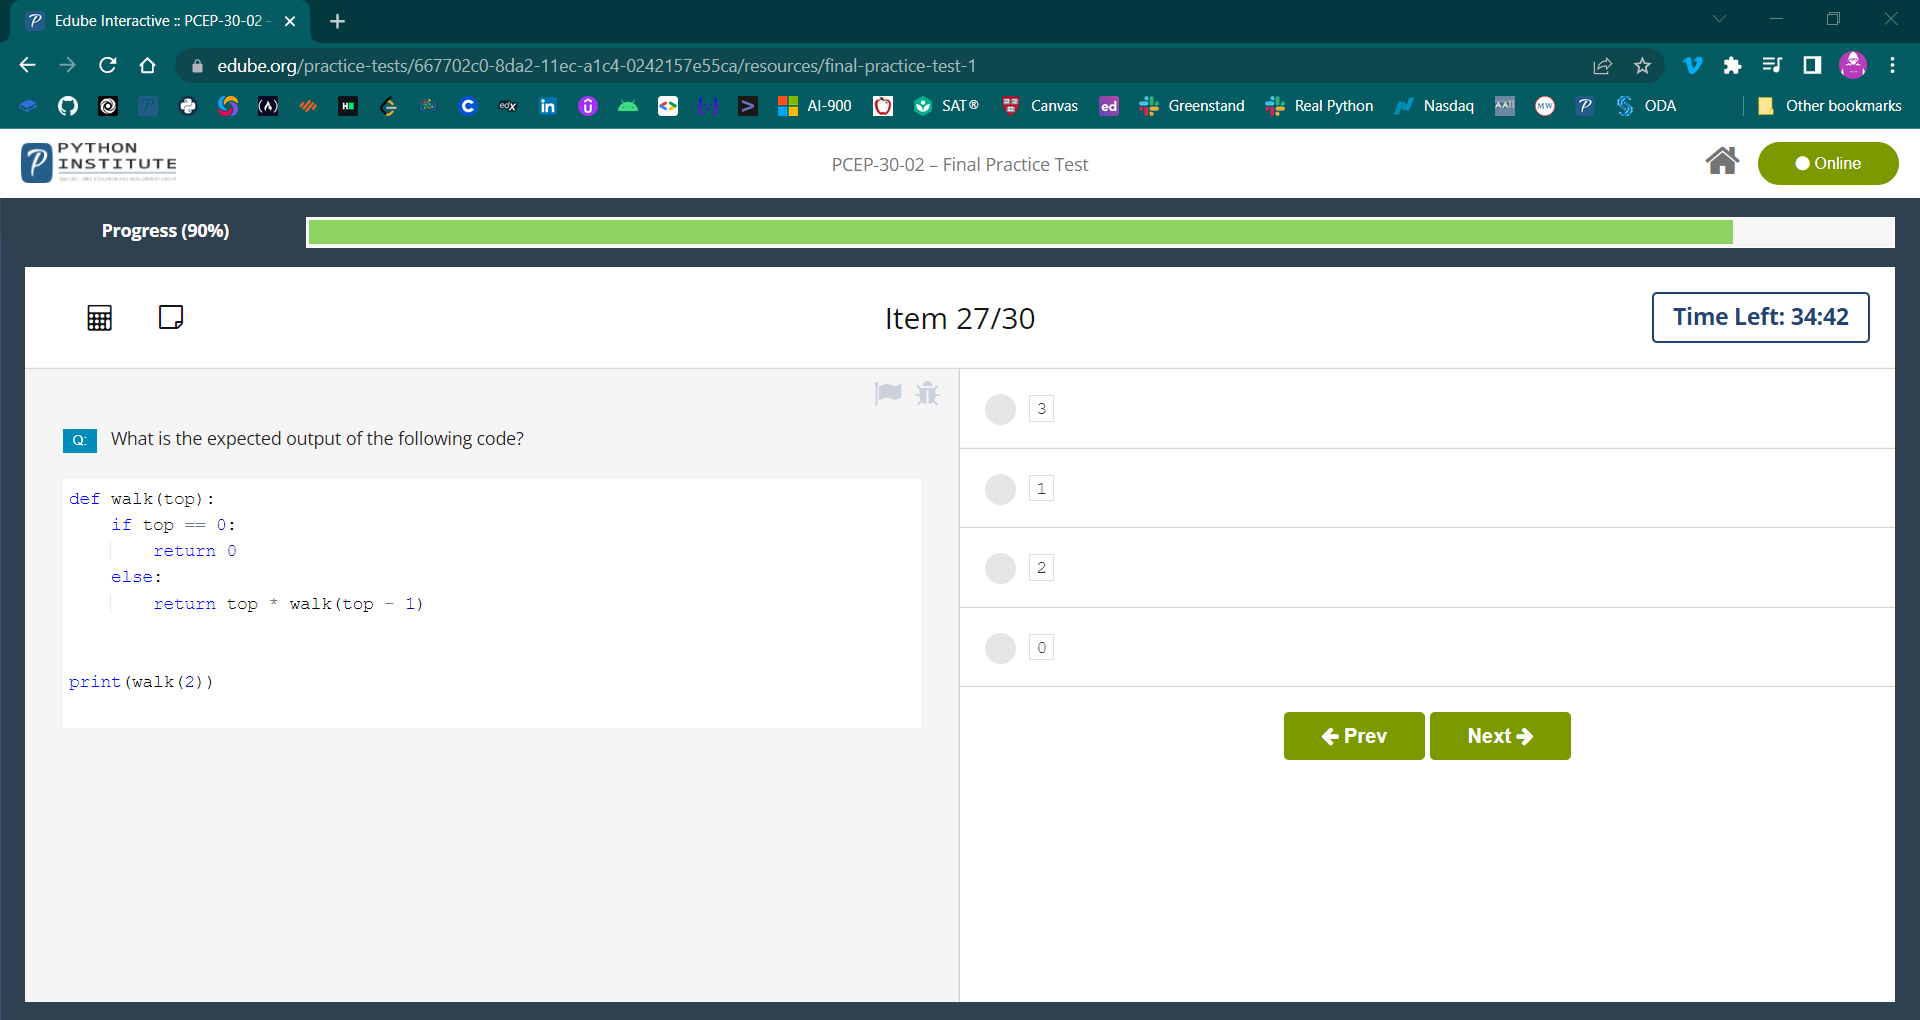 Edube Interactive :: PCEP-30-02 –
edube.org/practice-tests/667702c0-8da2-11ec-a1c4-0242157e55ca/resources/final-practice-test-1
AI-900 SAT® Canvas ed Greenstand Real Python Nasdaq MW ODA Other bookmarks
PYTHON
INSTITUTE
PCEP-30-02 – Final Practice Test
Online
Progress (90%)
Item 27/30
Time Left: 34:42
Q: What is the expected output of the following code?
def walk(top):
    if top == 0:
        return 0
    else:
        return top * walk(top - 1)
print(walk(2))
3
1
2
0
Prev
Next